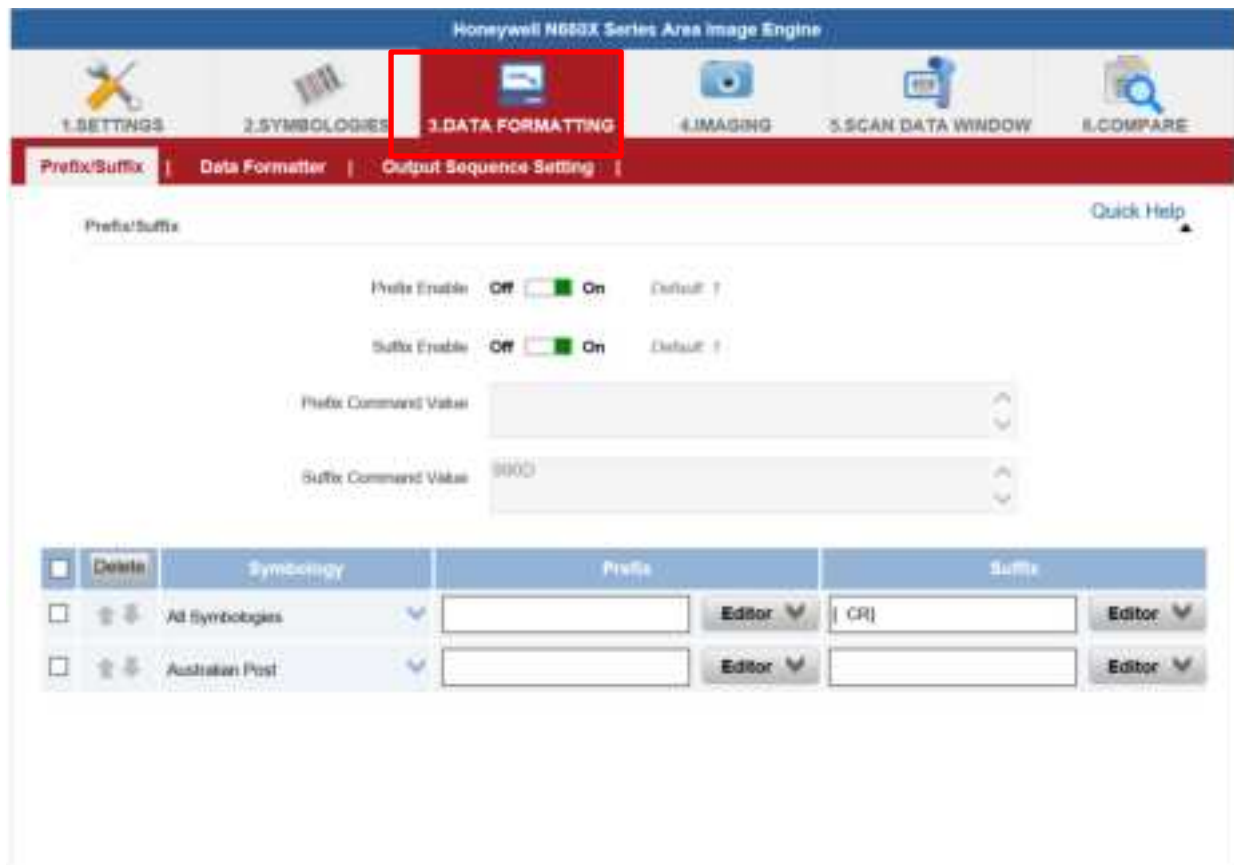 Honeywell N660X Series Area Image Engine
1.SETTINGS 2.SYMBOLOGIES 3.DATA FORMATTING 4.IMAGING 5.SCAN DATA WINDOW 6.COMPARE
Prefix/Suffix | Data Formatter | Output Sequence Setting |
Quick Help
Prefix/Suffix
Prefix Enable Off On Default: 1
Suffix Enable Off On Default: 1
Prefix Command Value
Suffix Command Value
Delete Symbology Prefix Suffix
All Symbologies Editor [ CR] Editor
Australian Post Editor Editor